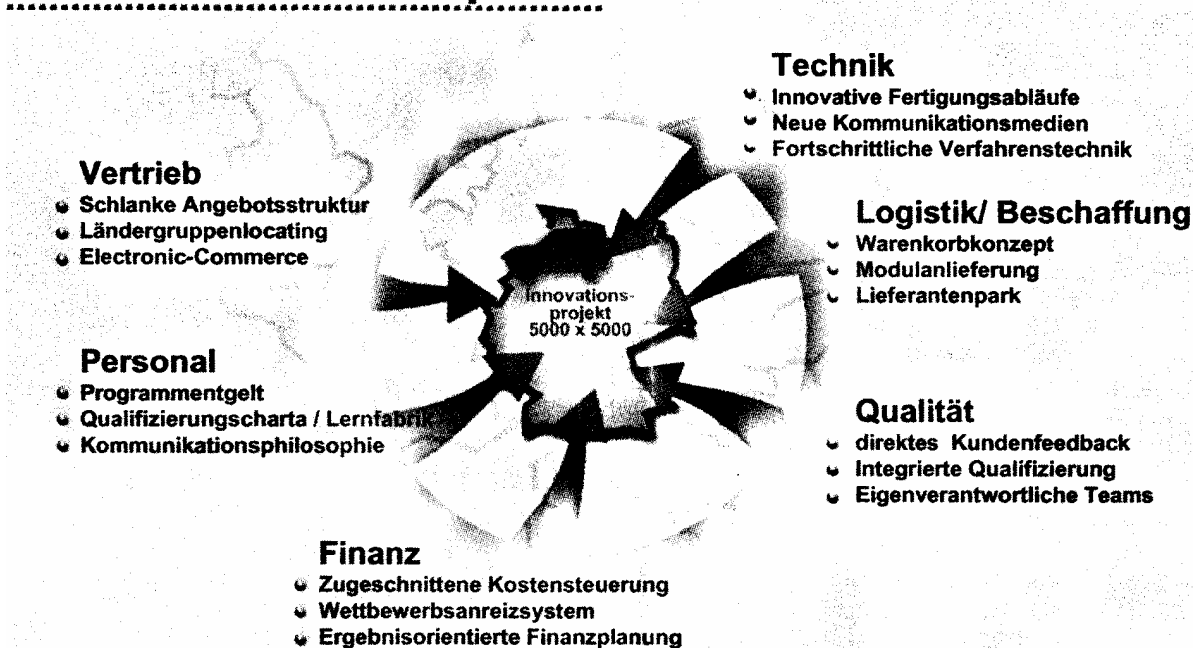 Technik
Innovative Fertigungsabläufe
Neue Kommunikationsmedien
Fortschrittliche Verfahrenstechnik
Vertrieb
Schlanke Angebotsstruktur
Ländergruppenlocating
Electronic-Commerce
Logistik/ Beschaffung
Warenkorbkonzept
Modulanlieferung
Lieferantenpark
Innovations-
projekt
5000 x 5000
Personal
Programmentgelt
Qualifizierungscharta / Lernfabrik
Kommunikationsphilosophie
Qualität
direktes Kundenfeedback
Integrierte Qualifizierung
Eigenverantwortliche Teams
Finanz
Zugeschnittene Kostensteuerung
Wettbewerbsanreizsystem
Ergebnisorientierte Finanzplanung